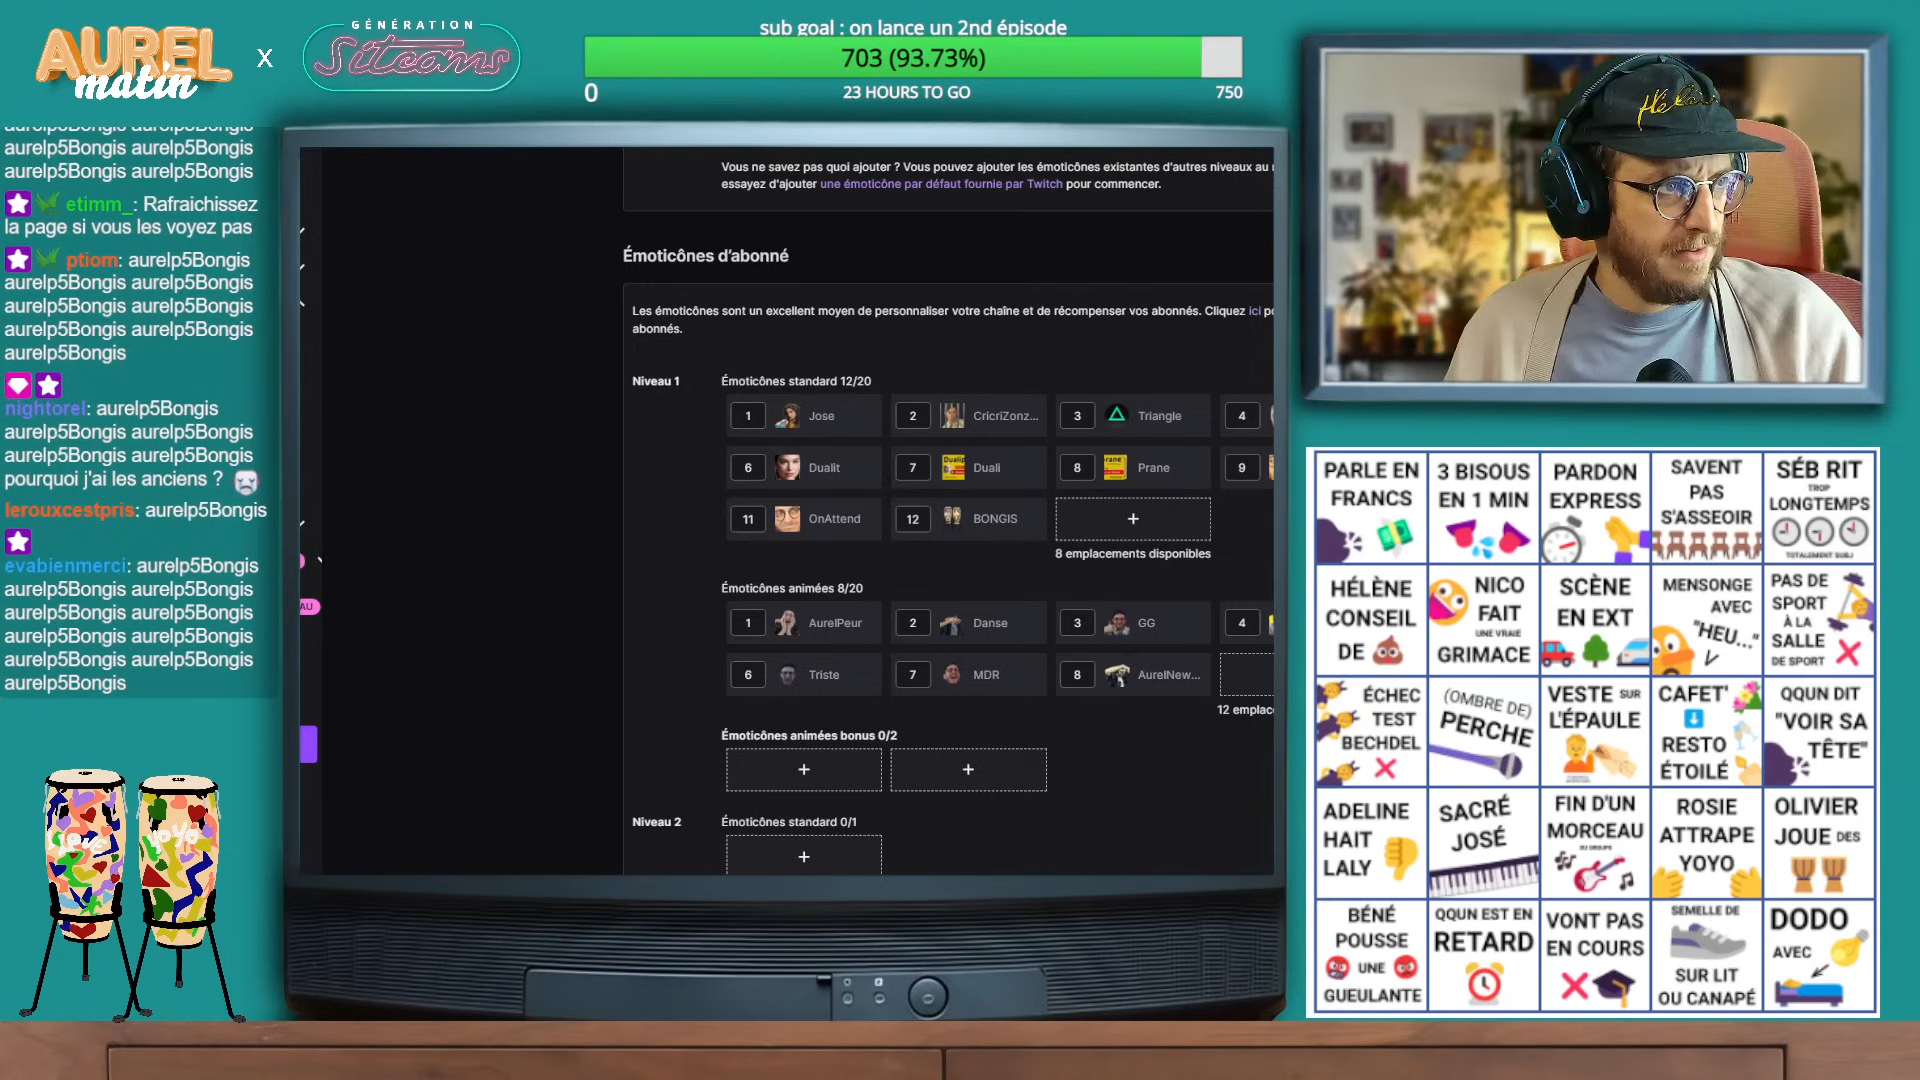 AUREL
matin
X
GÉNÉRATION
Sitcoms
sub goal : on lance un 2nd épisode
703 (93.73%)
0
23 HOURS TO GO
750
aurelp5Bongis aurelp5Bongis
aurelp5Bongis aurelp5Bongis
aurelp5Bongis aurelp5Bongis
etimm_: Rafraichissez
la page si vous les voyez pas
ptiom: aurelp5Bongis
aurelp5Bongis aurelp5Bongis
aurelp5Bongis aurelp5Bongis
aurelp5Bongis aurelp5Bongis
aurelp5Bongis
nightorel: aurelp5Bongis
aurelp5Bongis aurelp5Bongis
aurelp5Bongis aurelp5Bongis
pourquoi j'ai les anciens ?
lerouxcestpris: aurelp5Bongis
evabienmerci: aurelp5Bongis
aurelp5Bongis aurelp5Bongis
aurelp5Bongis aurelp5Bongis
aurelp5Bongis aurelp5Bongis
aurelp5Bongis aurelp5Bongis
aurelp5Bongis
Vous ne savez pas quoi ajouter ? Vous pouvez ajouter les émoticônes existantes d'autres niveaux au
essayez d'ajouter une émoticône par défaut fournie par Twitch pour commencer.
Émoticônes d'abonné
Les émoticônes sont un excellent moyen de personnaliser votre chaîne et de récompenser vos abonnés. Cliquez ici
abonnés.
Niveau 1
Émoticônes standard 12/20
1 Jose 2 CricriZonz... 3 Triangle 4
6 Dualit 7 Duali 8 Prane 9
11 OnAttend 12 BONGIS +
8 emplacements disponibles
Émoticônes animées 8/20
1 AurelPeur 2 Danse 3 GG 4
6 Triste 7 MDR 8 AurelNew...
12
Émoticônes animées bonus 0/2
+ +
Niveau 2
Émoticônes standard 0/1
+
AU
PARLE EN
FRANCS
3 BISOUS
EN 1 MIN
PARDON
EXPRESS
SAVENT
PAS
S'ASSEOIR
SÉB RIT
TROP
LONGTEMPS
TOTALEMENT SUBJ
HÉLÈNE
CONSEIL
DE
NICO
FAIT
UNE VRAIE
GRIMACE
SCÈNE
EN EXT
MENSONGE
AVEC
"HEU..."
PAS DE
SPORT
À LA
SALLE
DE SPORT
ÉCHEC
TEST
BECHDEL
(OMBRE DE)
PERCHE
VESTE SUR
L'ÉPAULE
CAFET'
RESTO
ÉTOILÉ
QQUN DIT
"VOIR SA
TÊTE"
ADELINE
HAIT
LALY
SACRÉ
JOSÉ
FIN D'UN
MORCEAU
DU GROUPE
ROSIE
ATTRAPE
YOYO
OLIVIER
JOUE DES
BÉNÉ
POUSSE
UNE
GUEULANTE
QQUN EST EN
RETARD
VONT PAS
EN COURS
SEMELLE DE
SUR LIT
OU CANAPÉ
DODO
AVEC
love
YOYO